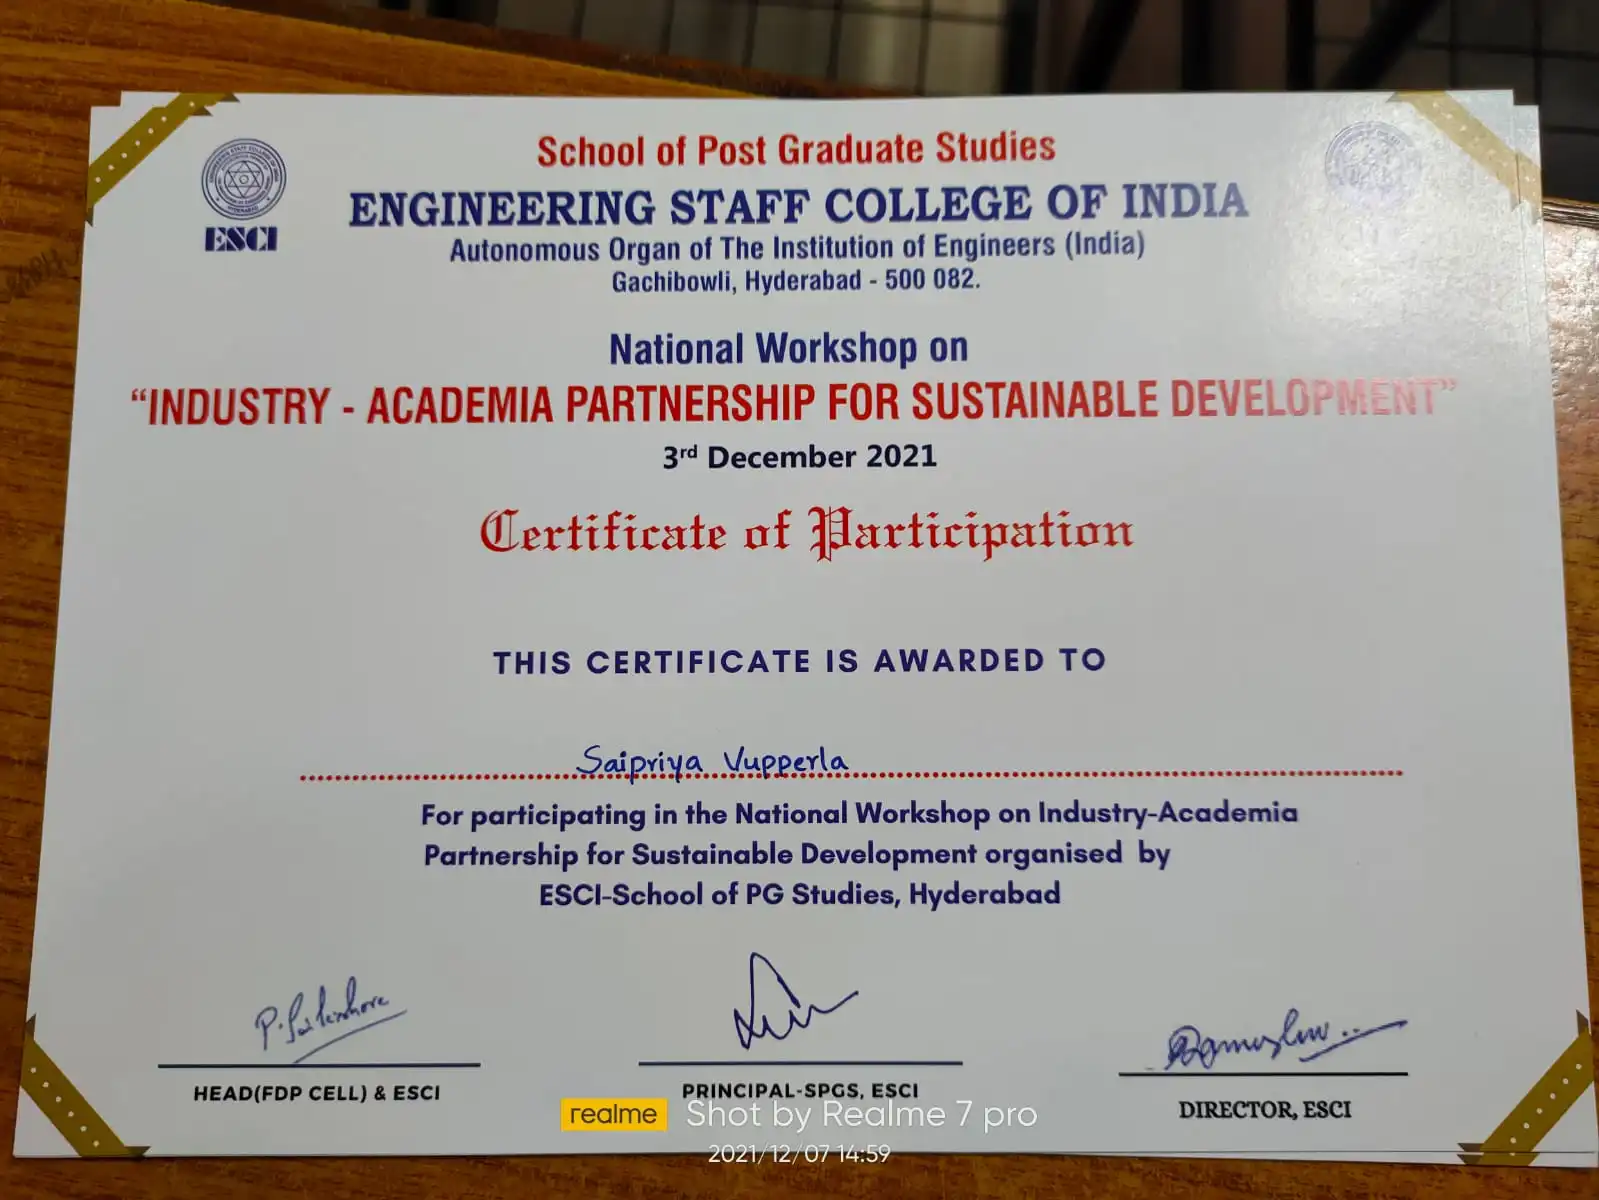 School of Post Graduate Studies
ENGINEERING STAFF COLLEGE OF INDIA
ESCI
Autonomous Organ of The Institution of Engineers (India)
Gachibowli, Hyderabad - 500 082.
National Workshop on
“INDUSTRY - ACADEMIA PARTNERSHIP FOR SUSTAINABLE DEVELOPMENT”
3rd December 2021
Certificate of Participation
THIS CERTIFICATE IS AWARDED TO
Saipriya Vupperla
For participating in the National Workshop on Industry-Academia
Partnership for Sustainable Development organised by
ESCI-School of PG Studies, Hyderabad
P. Saikishore
HEAD(FDP CELL) & ESCI
PRINCIPAL-SPGS, ESCI
DIRECTOR, ESCI
realme Shot by Realme 7 pro
2021/12/07 14:59